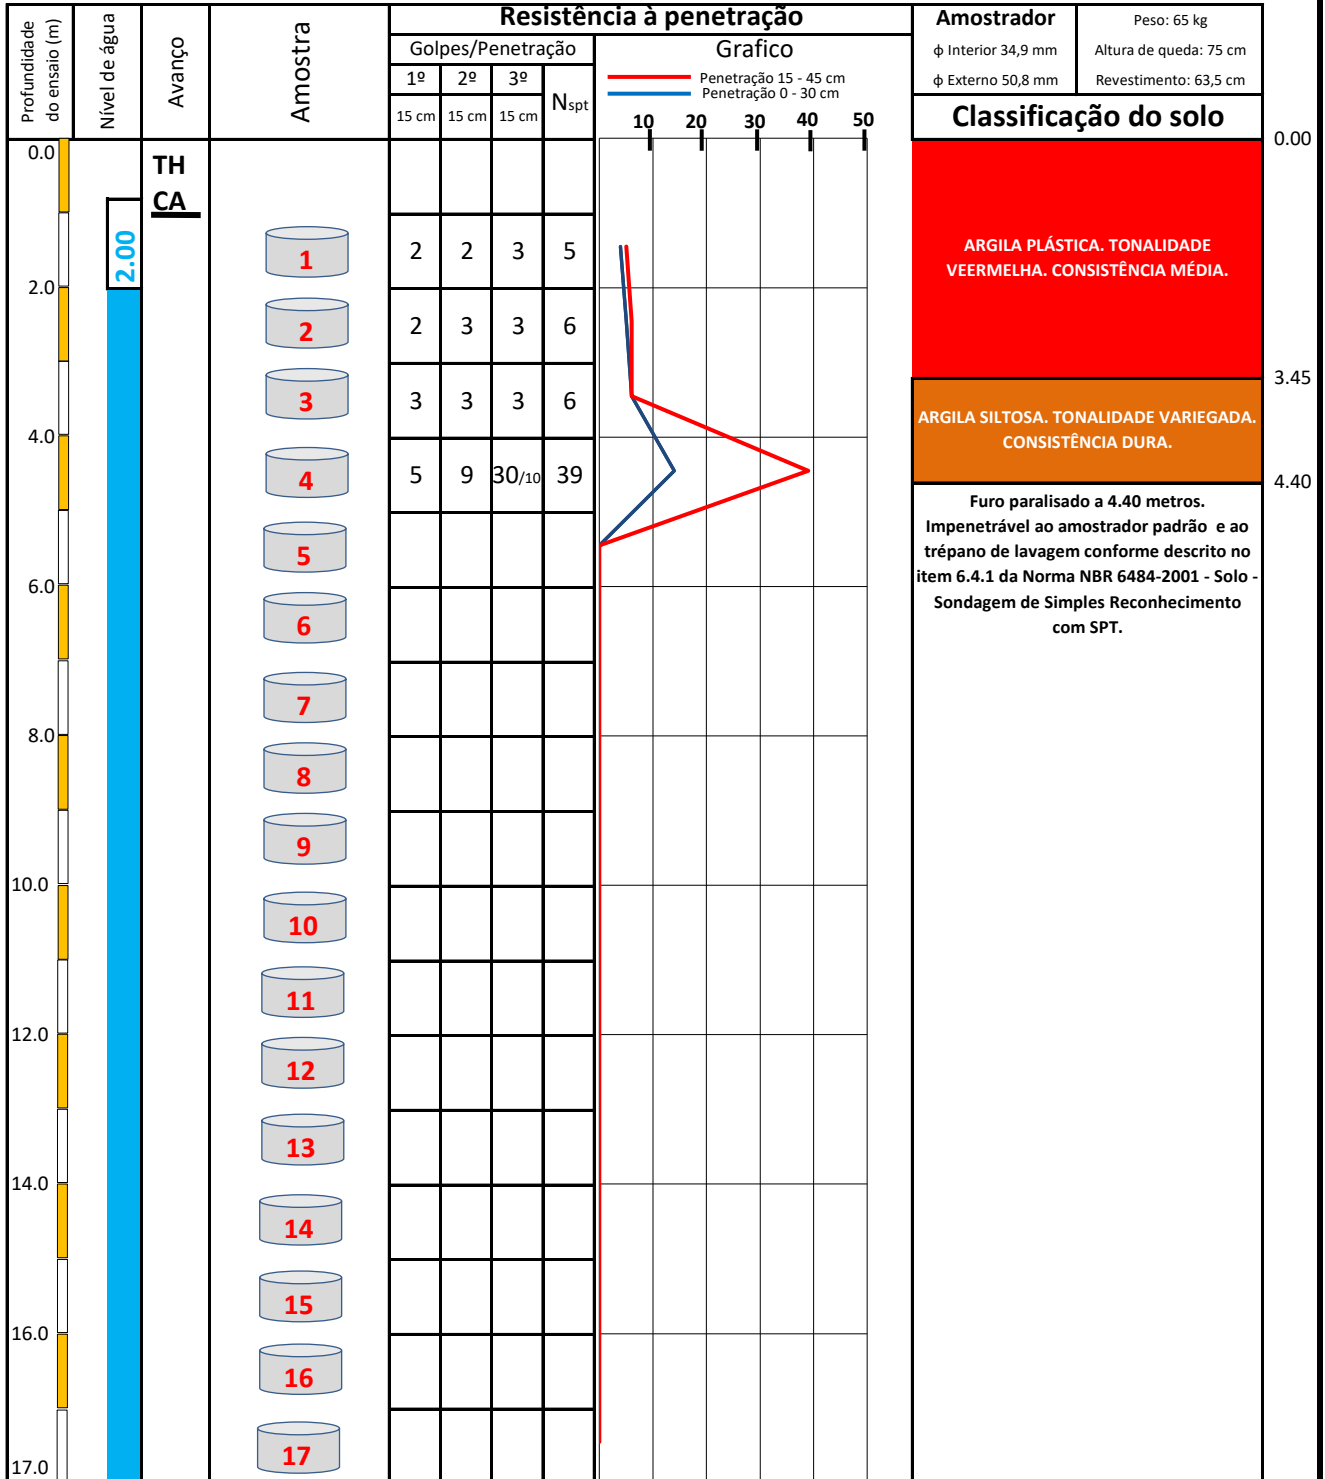 Profundidade
do ensaio (m)
Nível de água
Avanço
Amostra
Resistência à penetração
Golpes/Penetração
1º 2º 3º
15 cm 15 cm 15 cm
Nspt
Grafico
Penetração 15 - 45 cm
Penetração 0 - 30 cm
10 20 30 40 50
Amostrador
ϕ Interior 34,9 mm
ϕ Externo 50,8 mm
Peso: 65 kg
Altura de queda: 75 cm
Revestimento: 63,5 cm
Classificação do solo
0.0
TH
CA
0.00
2.00
1 2 2 3 5
ARGILA PLÁSTICA. TONALIDADE
VEERMELHA. CONSISTÊNCIA MÉDIA.
2.0
2 2 3 3 6
3.45
3 3 3 3 6
ARGILA SILTOSA. TONALIDADE VARIEGADA.
CONSISTÊNCIA DURA.
4.0
4 5 9 30/10 39
4.40
Furo paralisado a 4.40 metros.
Impenetrável ao amostrador padrão e ao
trépano de lavagem conforme descrito no
item 6.4.1 da Norma NBR 6484-2001 - Solo -
Sondagem de Simples Reconhecimento
com SPT.
5
6.0
6
7
8.0
8
9
10.0
10
11
12.0
12
13
14.0
14
15
16.0
16
17
17.0